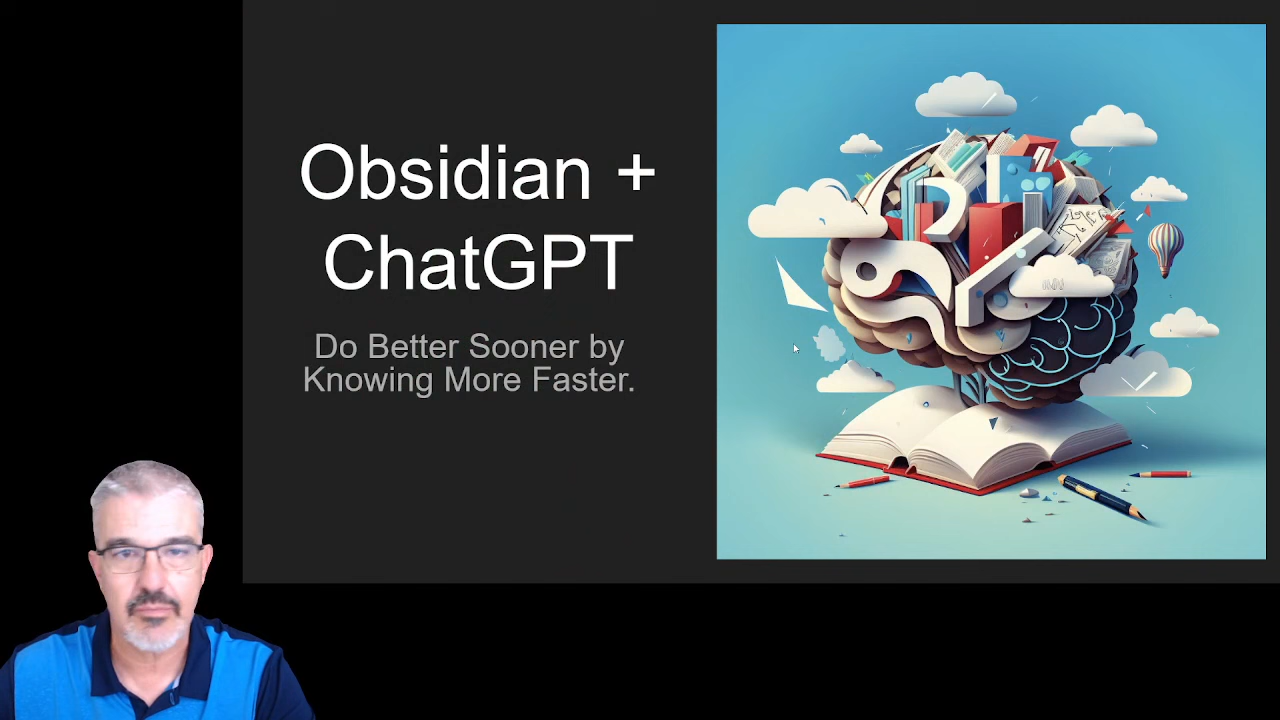 Obsidian +
ChatGPT
Do Better Sooner by
Knowing More Faster.